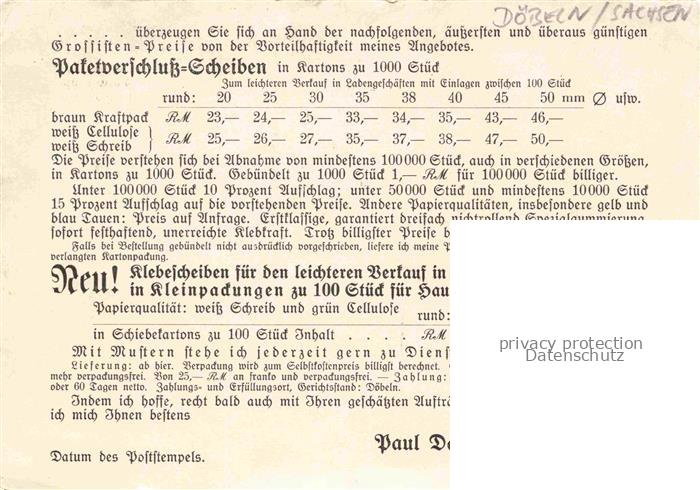 DÖBELN/SACHSEN
. . . . . überzeugen Sie sich an Hand der nachfolgenden, äußersten und überaus günstigen
Grossisten=Preise von der Vorteilhaftigkeit meines Angebotes.
Paketverschluß=Scheiben in Kartons zu 1000 Stück
Zum leichteren Verkauf in Ladengeschäften mit Einlagen zwischen 100 Stück
rund: 20 25 30 35 38 40 45 50 mm Ø usw.
braun Kraftpack RM 23,— 24,— 25,— 33,— 34,— 35,— 43,— 46,—
weiß Cellulose }
weiß Schreib } RM 25,— 26,— 27,— 35,— 37,— 38,— 47,— 50,—
Die Preise verstehen sich bei Abnahme von mindestens 100000 Stück, auch in verschiedenen Größen,
in Kartons zu 1000 Stück. Gebündelt zu 1000 Stück 1,— RM für 100000 Stück billiger.
Unter 100000 Stück 10 Prozent Aufschlag; unter 50000 Stück und mindestens 10000 Stück
15 Prozent Aufschlag auf die vorstehenden Preise. Andere Papierqualitäten, insbesondere gelb und
blau Tauen: Preis auf Anfrage. Erstklassige, garantiert dreifach nichtrollend Spezialgummierung,
sofort festhaftend, unerreichte Klebkraft. Trotz billigster Preise b
Falls bei Bestellung gebündelt nicht ausdrücklich vorgeschrieben, liefere ich meine P
verlangten Kartonpackung.
Neu! Klebescheiben für den leichteren Verkauf in
in Kleinpackungen zu 100 Stück für Hau
Papierqualität: weiß Schreib und grün Cellulose
rund:
in Schiebekartons zu 100 Stück Inhalt . . . . RM
Mit Mustern stehe ich jederzeit gern zu Diens
Lieferung: ab hier. Verpackung wird zum Selbstkostenpreis billigst berechnet.
mehr verpackungsfrei. Von 25,— RM an franko und verpackungsfrei. — Zahlung:
oder 60 Tagen netto. Zahlungs- und Erfüllungsort, Gerichtsstand: Döbeln.
Indem ich hoffe, recht bald auch mit Ihren geschätzten Aufträ
ich mich Ihnen bestens
Paul De
Datum des Poststempels.
privacy protection
Datenschutz